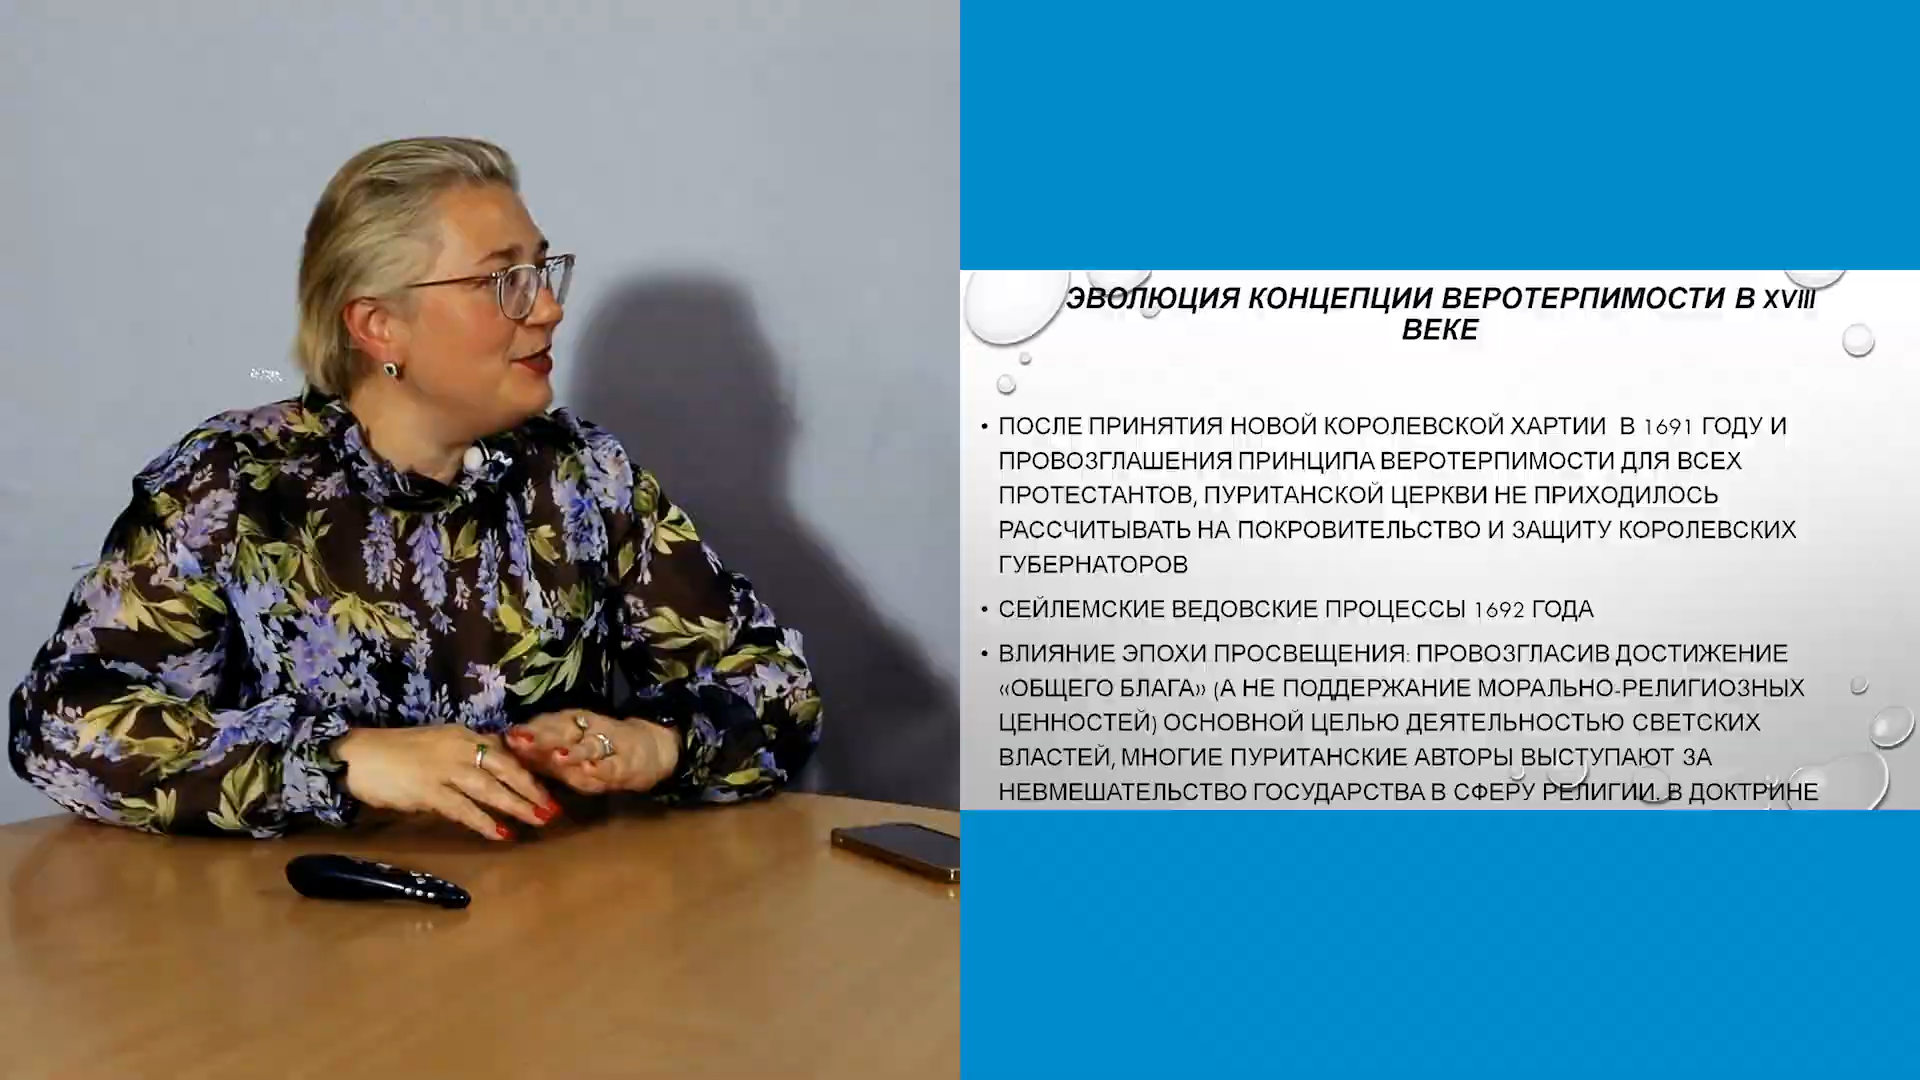 ЭВОЛЮЦИЯ КОНЦЕПЦИИ ВЕРОТЕРПИМОСТИ В XVIII
ВЕКЕ
• ПОСЛЕ ПРИНЯТИЯ НОВОЙ КОРОЛЕВСКОЙ ХАРТИИ В 1691 ГОДУ И
ПРОВОЗГЛАШЕНИЯ ПРИНЦИПА ВЕРОТЕРПИМОСТИ ДЛЯ ВСЕХ
ПРОТЕСТАНТОВ, ПУРИТАНСКОЙ ЦЕРКВИ НЕ ПРИХОДИЛОСЬ
РАССЧИТЫВАТЬ НА ПОКРОВИТЕЛЬСТВО И ЗАЩИТУ КОРОЛЕВСКИХ
ГУБЕРНАТОРОВ
• СЕЙЛЕМСКИЕ ВЕДОВСКИЕ ПРОЦЕССЫ 1692 ГОДА
• ВЛИЯНИЕ ЭПОХИ ПРОСВЕЩЕНИЯ: ПРОВОЗГЛАСИВ ДОСТИЖЕНИЕ
«ОБЩЕГО БЛАГА» (А НЕ ПОДДЕРЖАНИЕ МОРАЛЬНО-РЕЛИГИОЗНЫХ
ЦЕННОСТЕЙ) ОСНОВНОЙ ЦЕЛЬЮ ДЕЯТЕЛЬНОСТЬЮ СВЕТСКИХ
ВЛАСТЕЙ, МНОГИЕ ПУРИТАНСКИЕ АВТОРЫ ВЫСТУПАЮТ ЗА
НЕВМЕШАТЕЛЬСТВО ГОСУДАРСТВА В СФЕРУ РЕЛИГИИ. В ДОКТРИНЕ